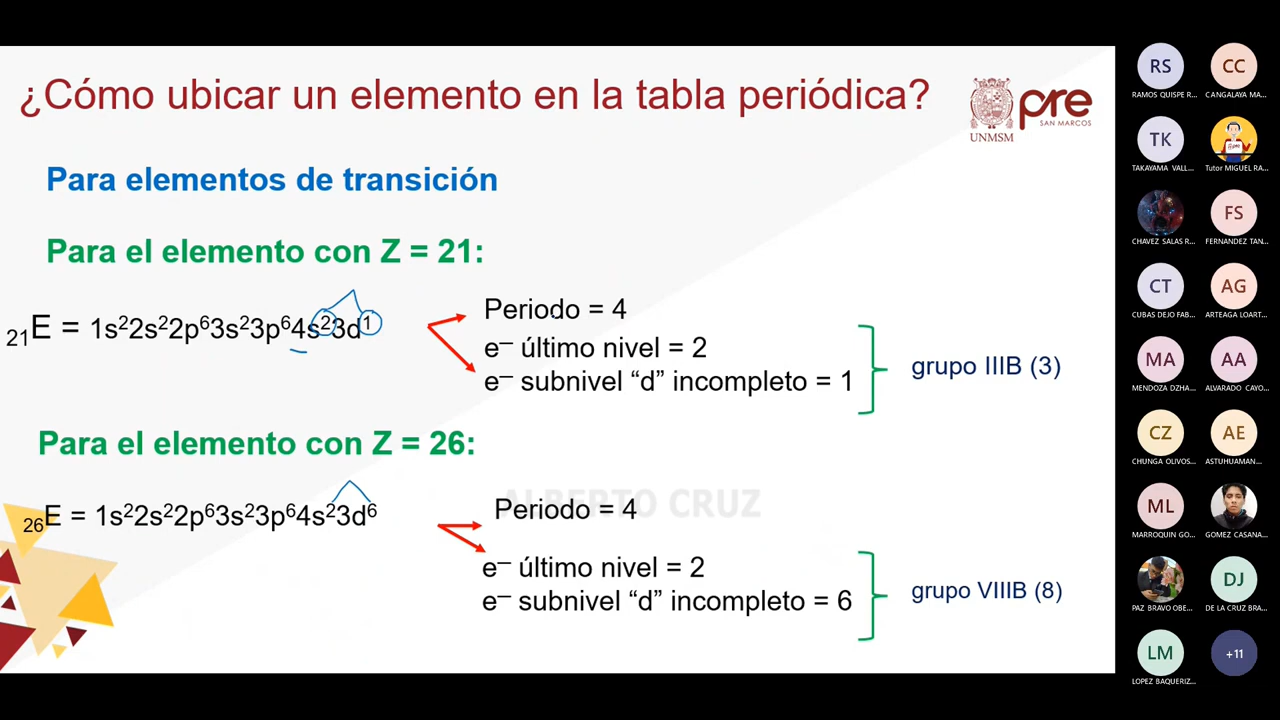 ¿Cómo ubicar un elemento en la tabla periódica?
UNMSM
pre
SAN MARCOS
Para elementos de transición
Para el elemento con Z = 21:
₂₁E = 1s²2s²2p⁶3s²3p⁶4s²3d¹
Periodo = 4
e⁻ último nivel = 2
e⁻ subnivel “d” incompleto = 1
grupo IIIB (3)
Para el elemento con Z = 26:
₂₆E = 1s²2s²2p⁶3s²3p⁶4s²3d⁶
ALBERTO CRUZ
Periodo = 4
e⁻ último nivel = 2
e⁻ subnivel “d” incompleto = 6
grupo VIIIB (8)
RS
RAMOS QUISPE R...
CC
CANGALAYA MA...
TK
TAKAYAMA VALL...
Tutor MIGUEL RA...
CHAVEZ SALAS R...
FS
FERNANDEZ TAN...
CT
CUBAS DEJO FAB...
AG
ARTEAGA LOART...
MA
MENDOZA DZHA...
AA
ALVARADO CAYO...
CZ
CHUNGA OLIVOS...
AE
ASTUHUAMAN...
ML
MARROQUIN GO...
GOMEZ CASANA...
PAZ BRAVO OBE...
DJ
DE LA CRUZ BRA...
LM
LOPEZ BAQUERIZ...
+11